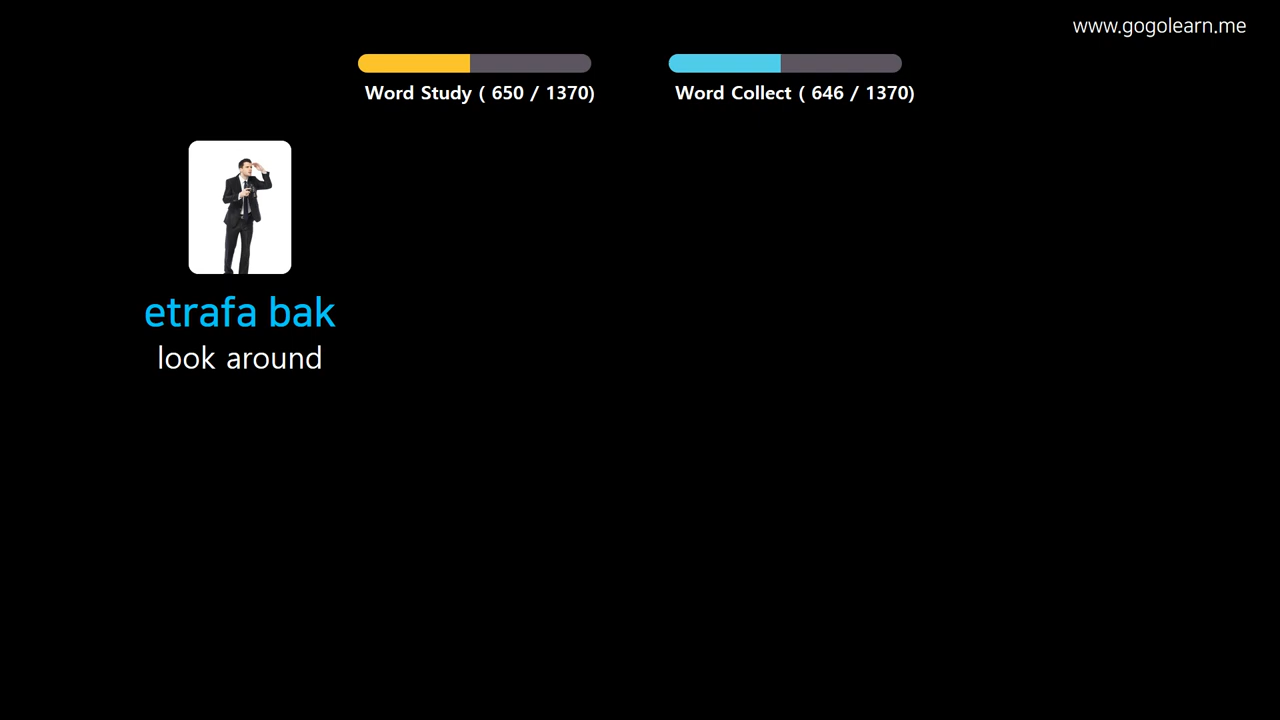 www.gogolearn.me
Word Study ( 650 / 1370)
Word Collect ( 646 / 1370)
etrafa bak
look around